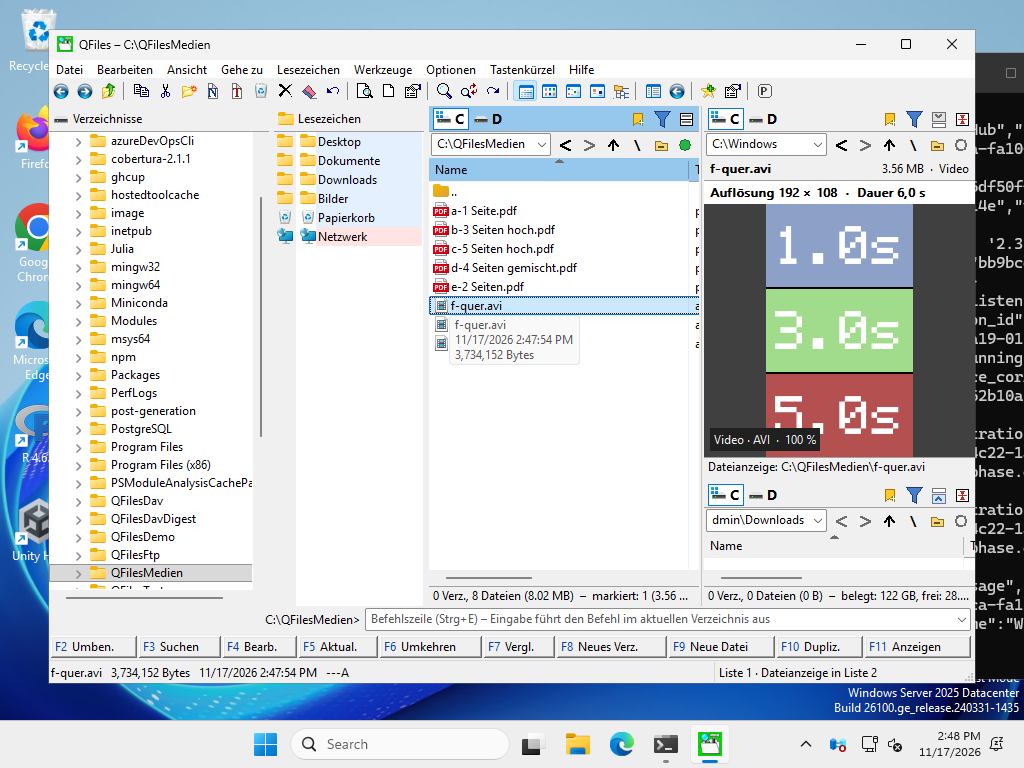 Recycle
Firefo
Goog
Chron
Micros
Edge
R 4.6.
Unity H
QFiles – C:\QFilesMedien
Datei Bearbeiten Ansicht Gehe zu Lesezeichen Werkzeuge Optionen Tastenkürzel Hilfe
Verzeichnisse
azureDevOpsCli
cobertura-2.1.1
ghcup
hostedtoolcache
image
inetpub
Julia
mingw32
mingw64
Miniconda
Modules
msys64
npm
Packages
PerfLogs
post-generation
PostgreSQL
Program Files
Program Files (x86)
PSModuleAnalysisCachePa
QFilesDav
QFilesDavDigest
QFilesDemo
QFilesFtp
QFilesMedien
Lesezeichen
Desktop
Dokumente
Downloads
Bilder
Papierkorb
Netzwerk
C D
C:\QFilesMedien
Name
..
a-1 Seite.pdf
b-3 Seiten hoch.pdf
c-5 Seiten hoch.pdf
d-4 Seiten gemischt.pdf
e-2 Seiten.pdf
f-quer.avi
f-quer.avi
11/17/2026 2:47:54 PM
3,734,152 Bytes
0 Verz., 8 Dateien (8.02 MB) – markiert: 1 (3.56 ...
C D
C:\Windows
f-quer.avi 3.56 MB · Video
Auflösung 192 × 108 · Dauer 6,0 s
1.0s
3.0s
5.0s
Video · AVI · 100 %
Dateianzeige: C:\QFilesMedien\f-quer.avi
C D
dmin\Downloads
Name
0 Verz., 0 Dateien (0 B) – belegt: 122 GB, frei: 28....
C:\QFilesMedien> Befehlszeile (Strg+E) – Eingabe führt den Befehl im aktuellen Verzeichnis aus
F2 Umben. F3 Suchen F4 Bearb. F5 Aktual. F6 Umkehren F7 Vergl. F8 Neues Verz. F9 Neue Datei F10 Dupliz. F11 Anzeigen
f-quer.avi 3,734,152 Bytes 11/17/2026 2:47:54 PM ---A Liste 1 · Dateianzeige in Liste 2
Windows Server 2025 Datacenter
Build 26100.ge_release.240331-1435
Search
2:48 PM
11/17/2026